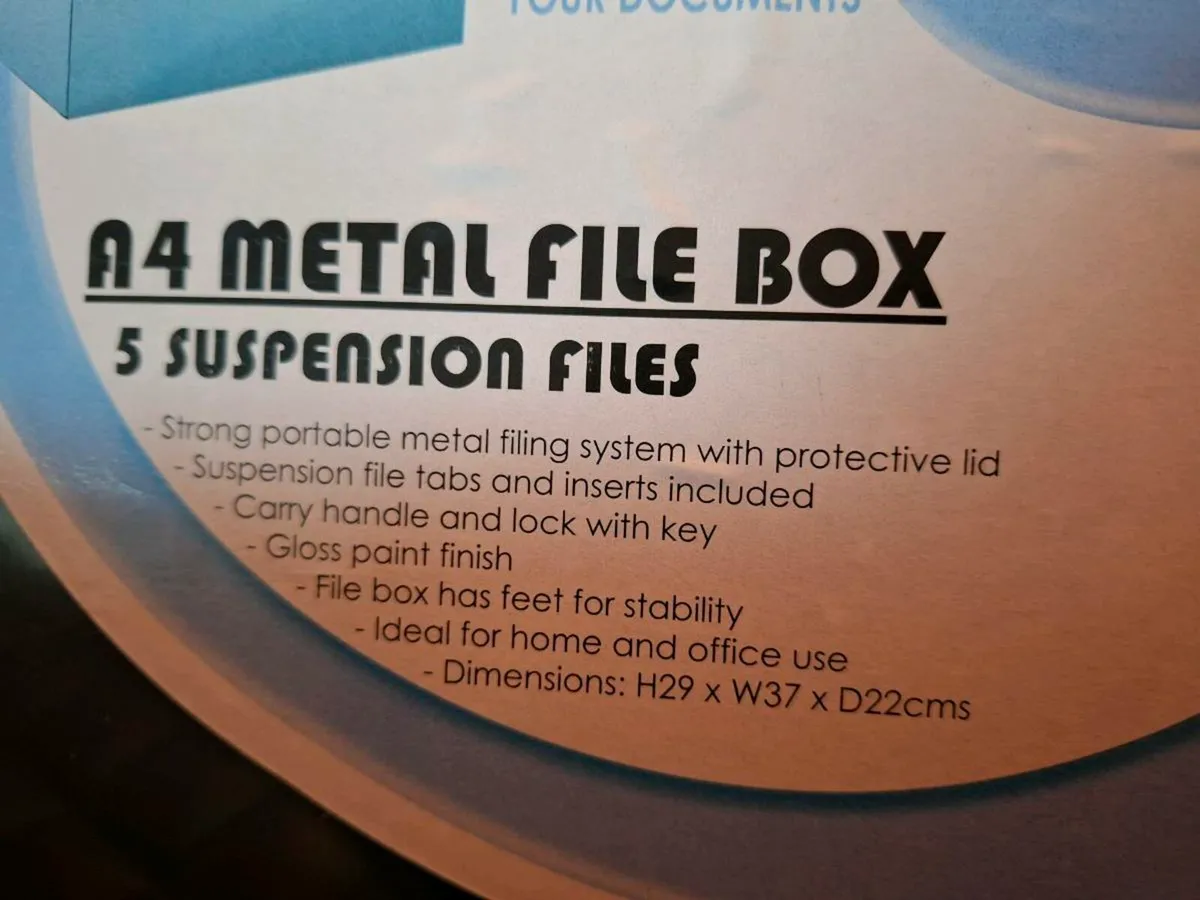 YOUR DOCUMENTS
A4 METAL FILE BOX
5 SUSPENSION FILES
- Strong portable metal filing system with protective lid
- Suspension file tabs and inserts included
- Carry handle and lock with key
- Gloss paint finish
- File box has feet for stability
- Ideal for home and office use
- Dimensions: H29 x W37 x D22cms